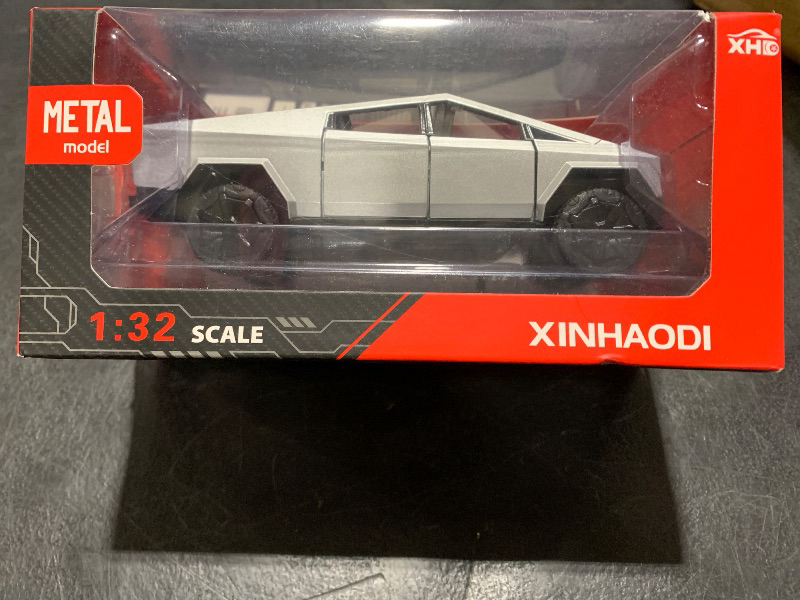 XHD
METAL
model
1:32 SCALE
XINHAODI